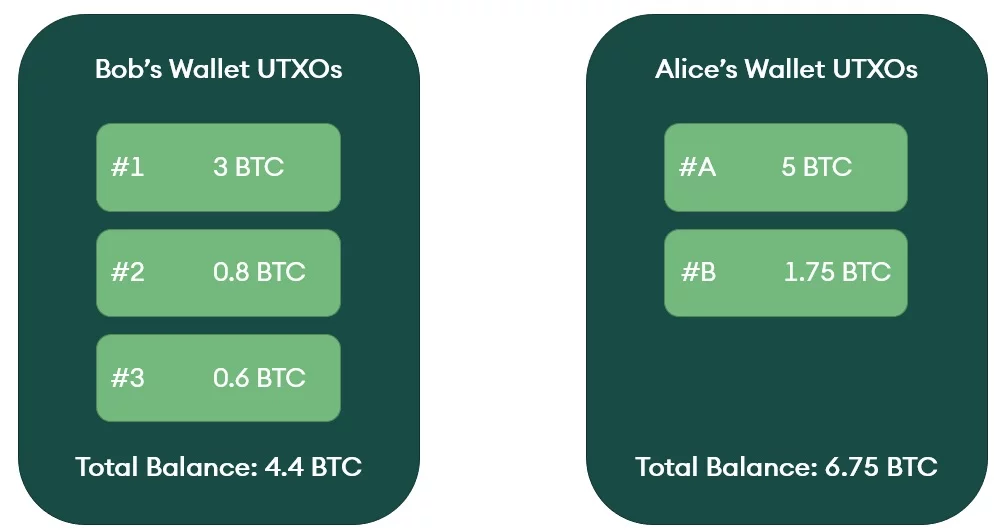 Bob’s Wallet UTXOs
#1 3 BTC
#2 0.8 BTC
#3 0.6 BTC
Total Balance: 4.4 BTC
Alice’s Wallet UTXOs
#A 5 BTC
#B 1.75 BTC
Total Balance: 6.75 BTC